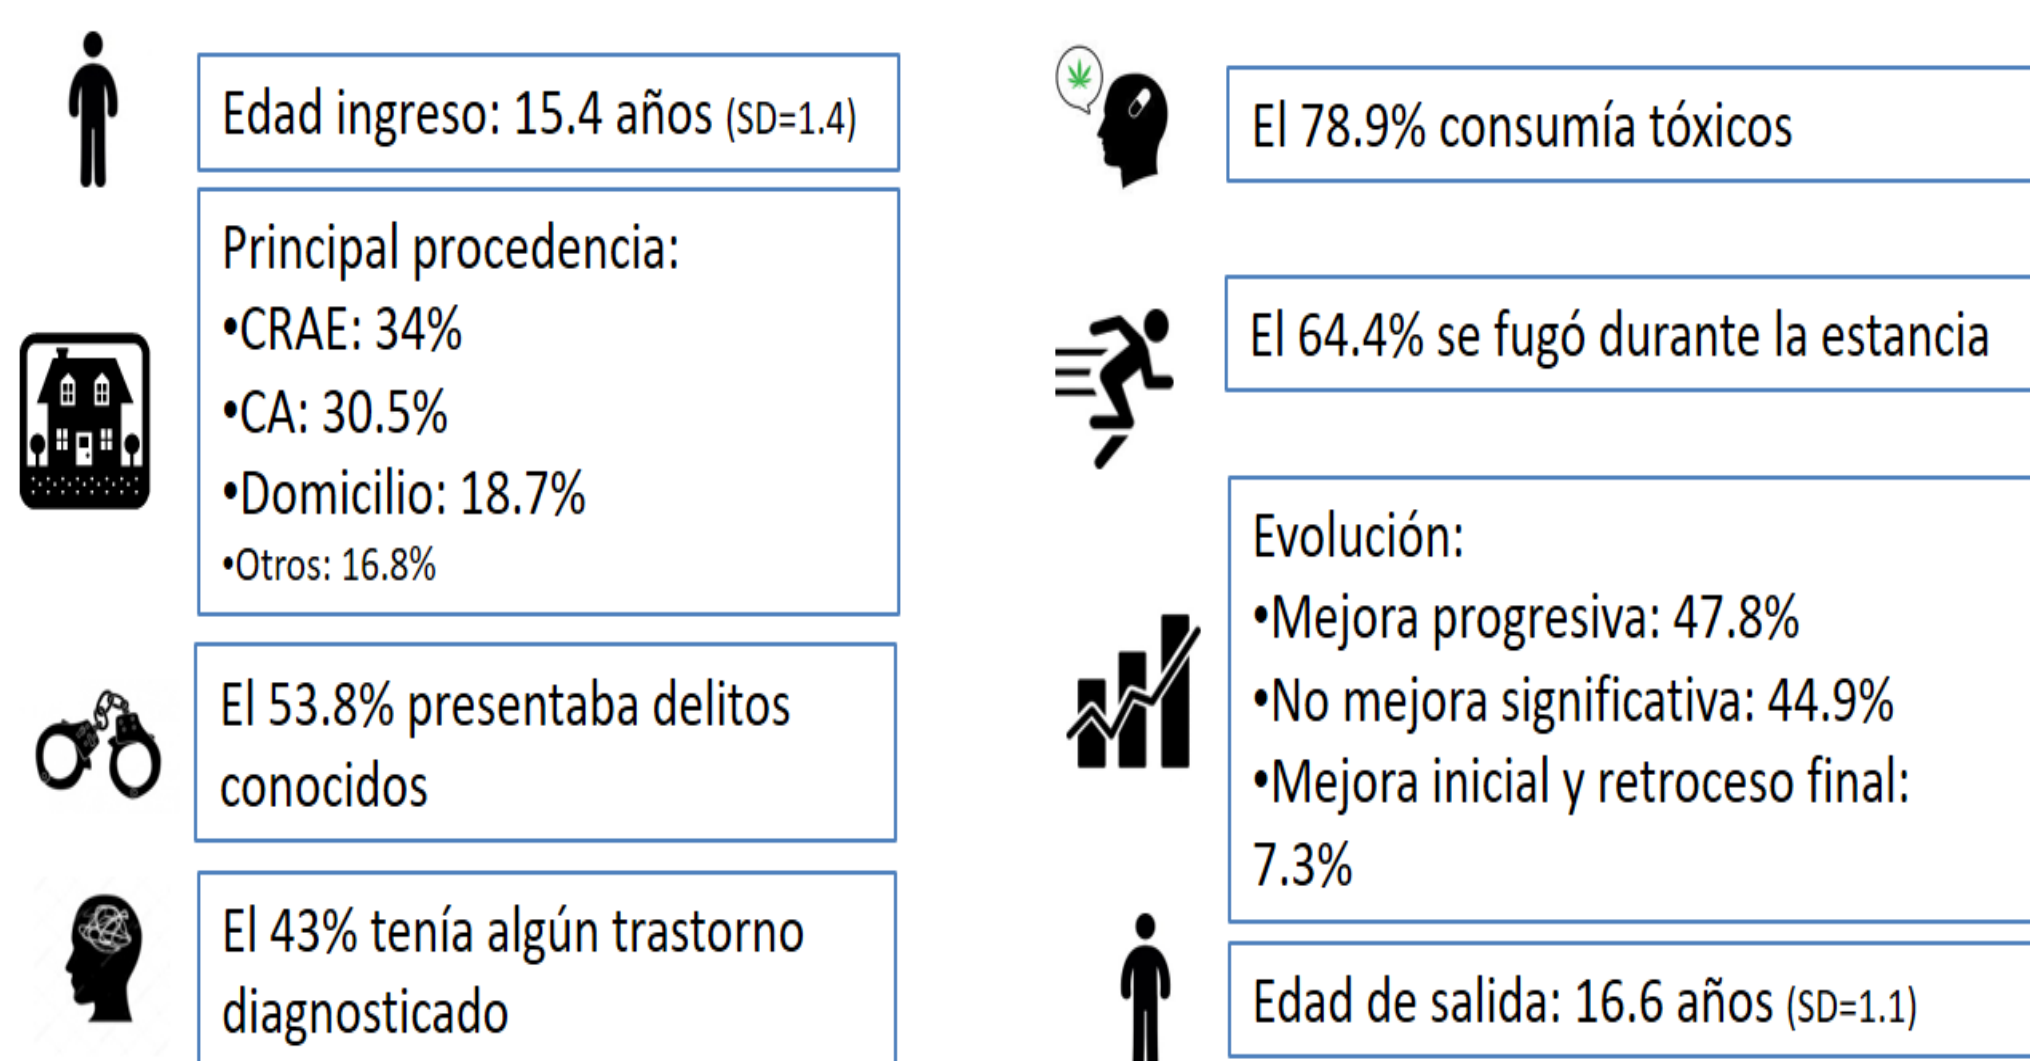 Edad ingreso: 15.4 años (SD=1.4)
Principal procedencia:
•CRAE: 34%
•CA: 30.5%
•Domicilio: 18.7%
•Otros: 16.8%
El 53.8% presentaba delitos
conocidos
El 43% tenía algún trastorno
diagnosticado
El 78.9% consumía tóxicos
El 64.4% se fugó durante la estancia
Evolución:
•Mejora progresiva: 47.8%
•No mejora significativa: 44.9%
•Mejora inicial y retroceso final:
7.3%
Edad de salida: 16.6 años (SD=1.1)